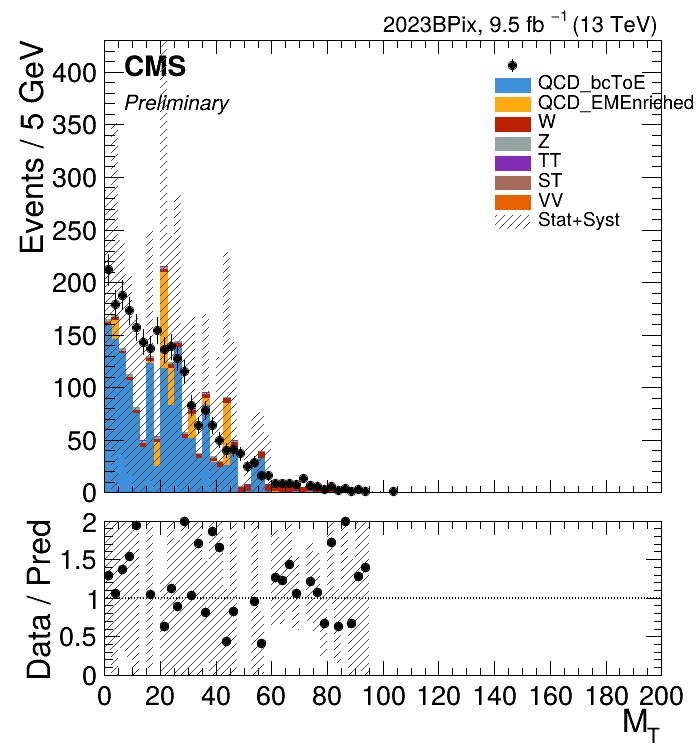 2023BPix, 9.5 fb⁻¹ (13 TeV)
CMS
Preliminary
QCD_bcToE
QCD_EMEnriehed
W
Z
TT
ST
VV
Stat+Syst
Events / 5 GeV
400
350
300
250
200
150
100
50
0
Data / Pred
2
1.5
1
0.5
0
0 20 40 60 80 100 120 140 160 180 200
M_T